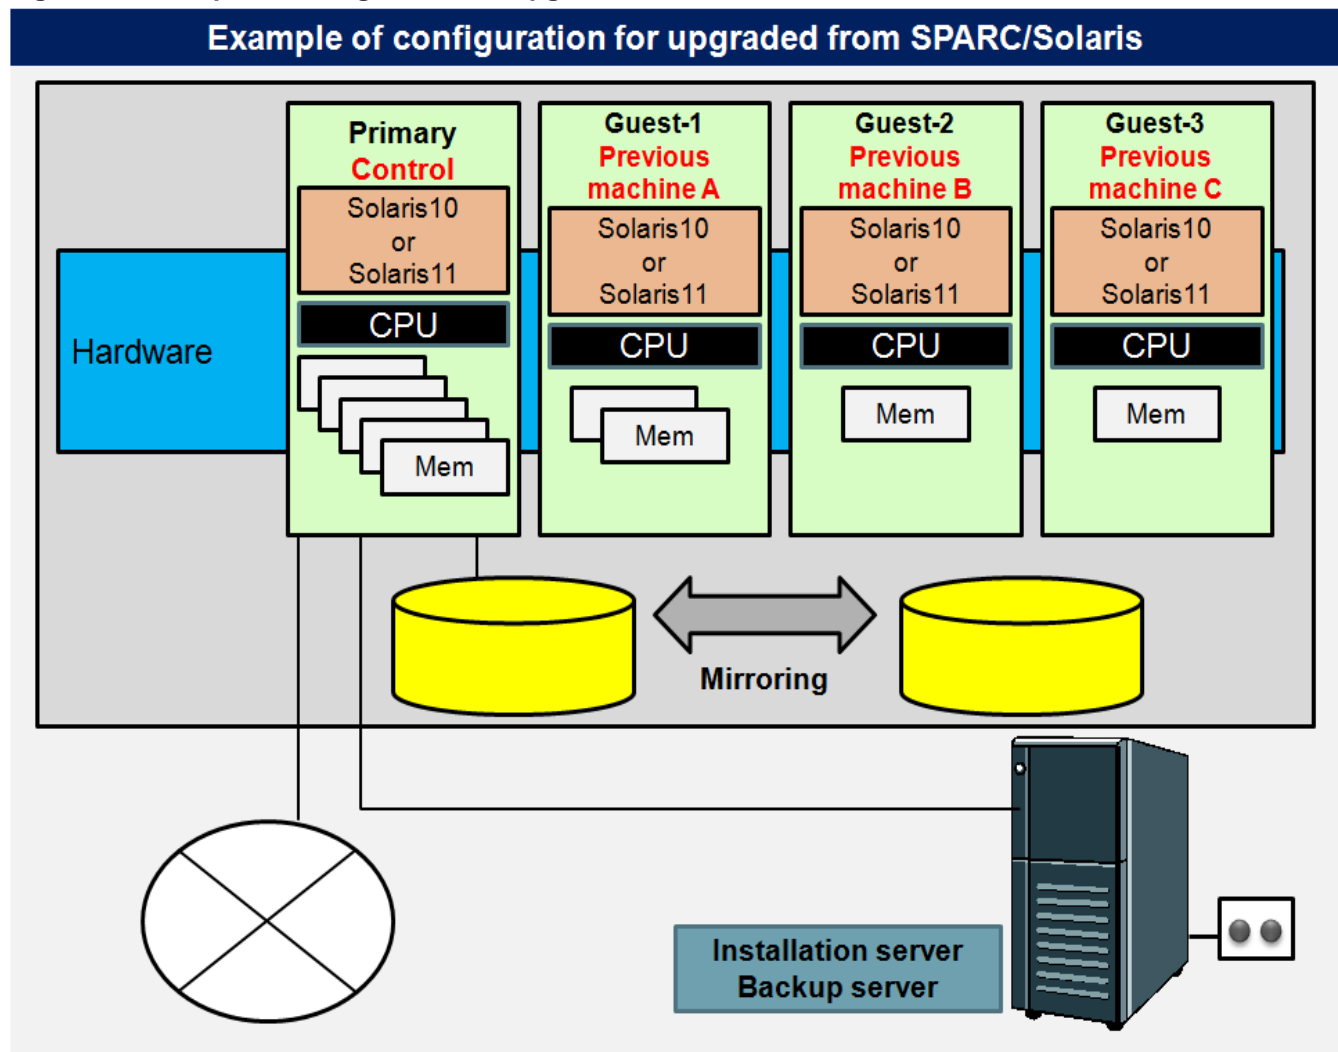 Example of configuration for upgraded from SPARC/Solaris
Primary
Control
Solaris10
or
Solaris11
CPU
Mem
Guest-1
Previous
machine A
Solaris10
or
Solaris11
CPU
Mem
Guest-2
Previous
machine B
Solaris10
or
Solaris11
CPU
Mem
Guest-3
Previous
machine C
Solaris10
or
Solaris11
CPU
Mem
Hardware
Mirroring
Installation server
Backup server